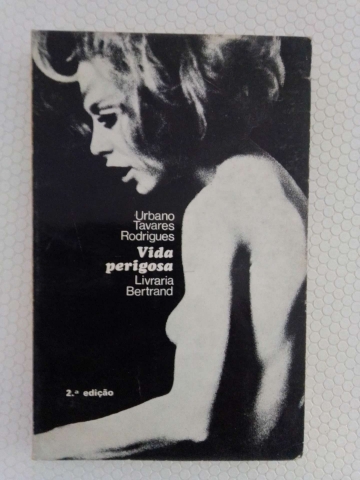 Urbano
Tavares
Rodrigues
Vida
perigosa
Livraria
Bertrand
2.ª edição